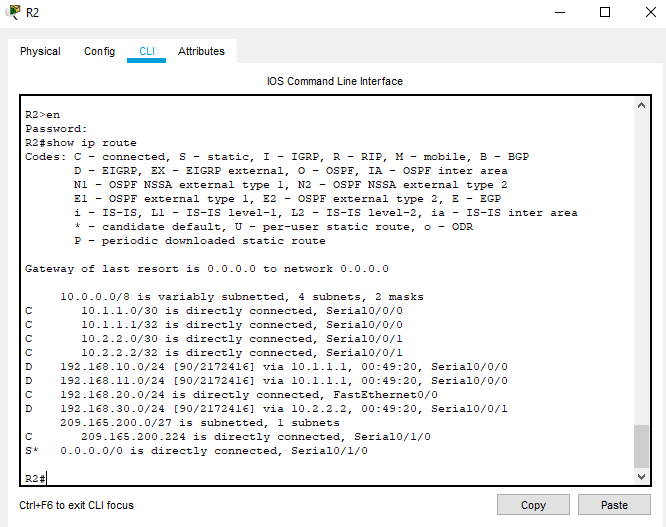 R2
Physical Config CLI Attributes
IOS Command Line Interface
R2>en
Password:
R2#show ip route
Codes: C - connected, S - static, I - IGRP, R - RIP, M - mobile, B - BGP
       D - EIGRP, EX - EIGRP external, O - OSPF, IA - OSPF inter area
       N1 - OSPF NSSA external type 1, N2 - OSPF NSSA external type 2
       E1 - OSPF external type 1, E2 - OSPF external type 2, E - EGP
       i - IS-IS, L1 - IS-IS level-1, L2 - IS-IS level-2, ia - IS-IS inter area
       * - candidate default, U - per-user static route, o - ODR
       P - periodic downloaded static route
Gateway of last resort is 0.0.0.0 to network 0.0.0.0
     10.0.0.0/8 is variably subnetted, 4 subnets, 2 masks
C       10.1.1.0/30 is directly connected, Serial0/0/0
C       10.1.1.1/32 is directly connected, Serial0/0/0
C       10.2.2.0/30 is directly connected, Serial0/0/1
C       10.2.2.2/32 is directly connected, Serial0/0/1
D    192.168.10.0/24 [90/2172416] via 10.1.1.1, 00:49:20, Serial0/0/0
D    192.168.11.0/24 [90/2172416] via 10.1.1.1, 00:49:20, Serial0/0/0
C    192.168.20.0/24 is directly connected, FastEthernet0/0
D    192.168.30.0/24 [90/2172416] via 10.2.2.2, 00:49:20, Serial0/0/1
     209.165.200.0/27 is subnetted, 1 subnets
C       209.165.200.224 is directly connected, Serial0/1/0
S*   0.0.0.0/0 is directly connected, Serial0/1/0
R2#
Ctrl+F6 to exit CLI focus
Copy Paste